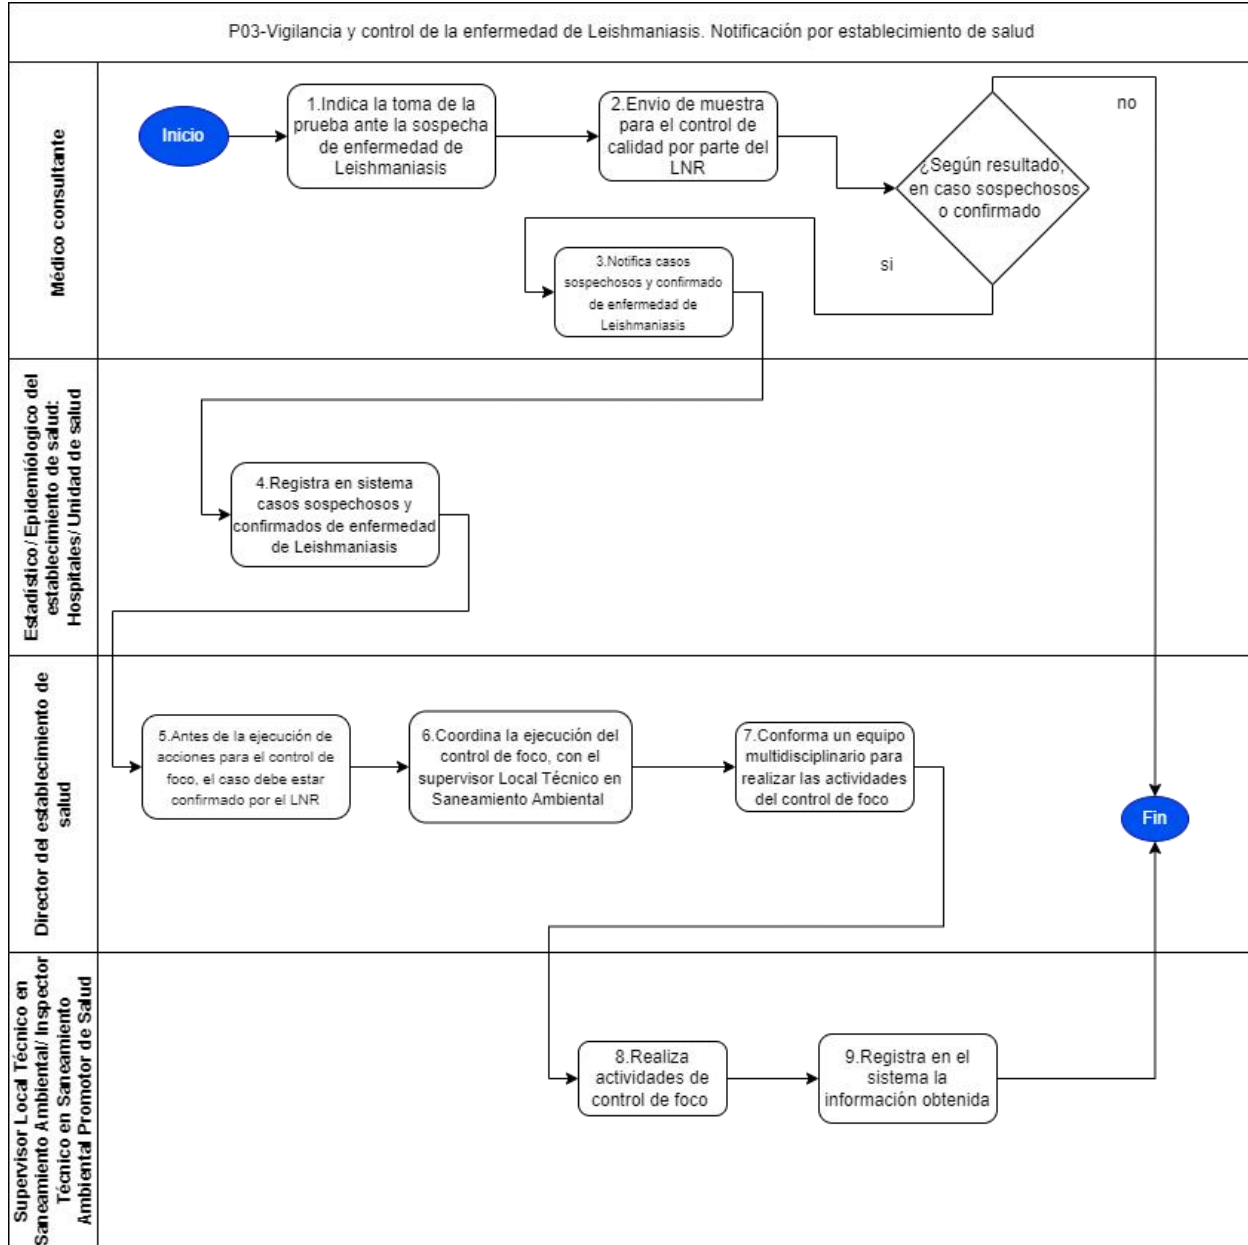 P03-Vigilancia y control de la enfermedad de Leishmaniasis. Notificación por establecimiento de salud
Médico consultante
Inicio
1.Indica la toma de la
prueba ante la sospecha
de enfermedad de
Leishmaniasis
2.Envio de muestra
para el control de
calidad por parte del
LNR
¿Según resultado,
en caso sospechosos
o confirmado
no
si
3.Notifica casos
sospechosos y confirmado
de enfermedad de
Leishmaniasis
Estadístico/ Epidemiólogico del
establecimiento de salud:
Hospitales/ Unidad de salud
4.Registra en sistema
casos sospechosos y
confirmados de enfermedad
de Leishmaniasis
Director del establecimiento de
salud
5.Antes de la ejecución de
acciones para el control de
foco, el caso debe estar
confirmado por el LNR
6.Coordina la ejecución del
control de foco, con el
supervisor Local Técnico en
Saneamiento Ambiental
7.Conforma un equipo
multidisciplinario para
realizar las actividades
del control de foco
Fin
Supervisor Local Técnico en
Saneamiento Ambiental/ Inspector
Técnico en Saneamiento
Ambiental Promotor de Salud
8.Realiza
actividades de
control de foco
9.Registra en el
sistema la
información obtenida